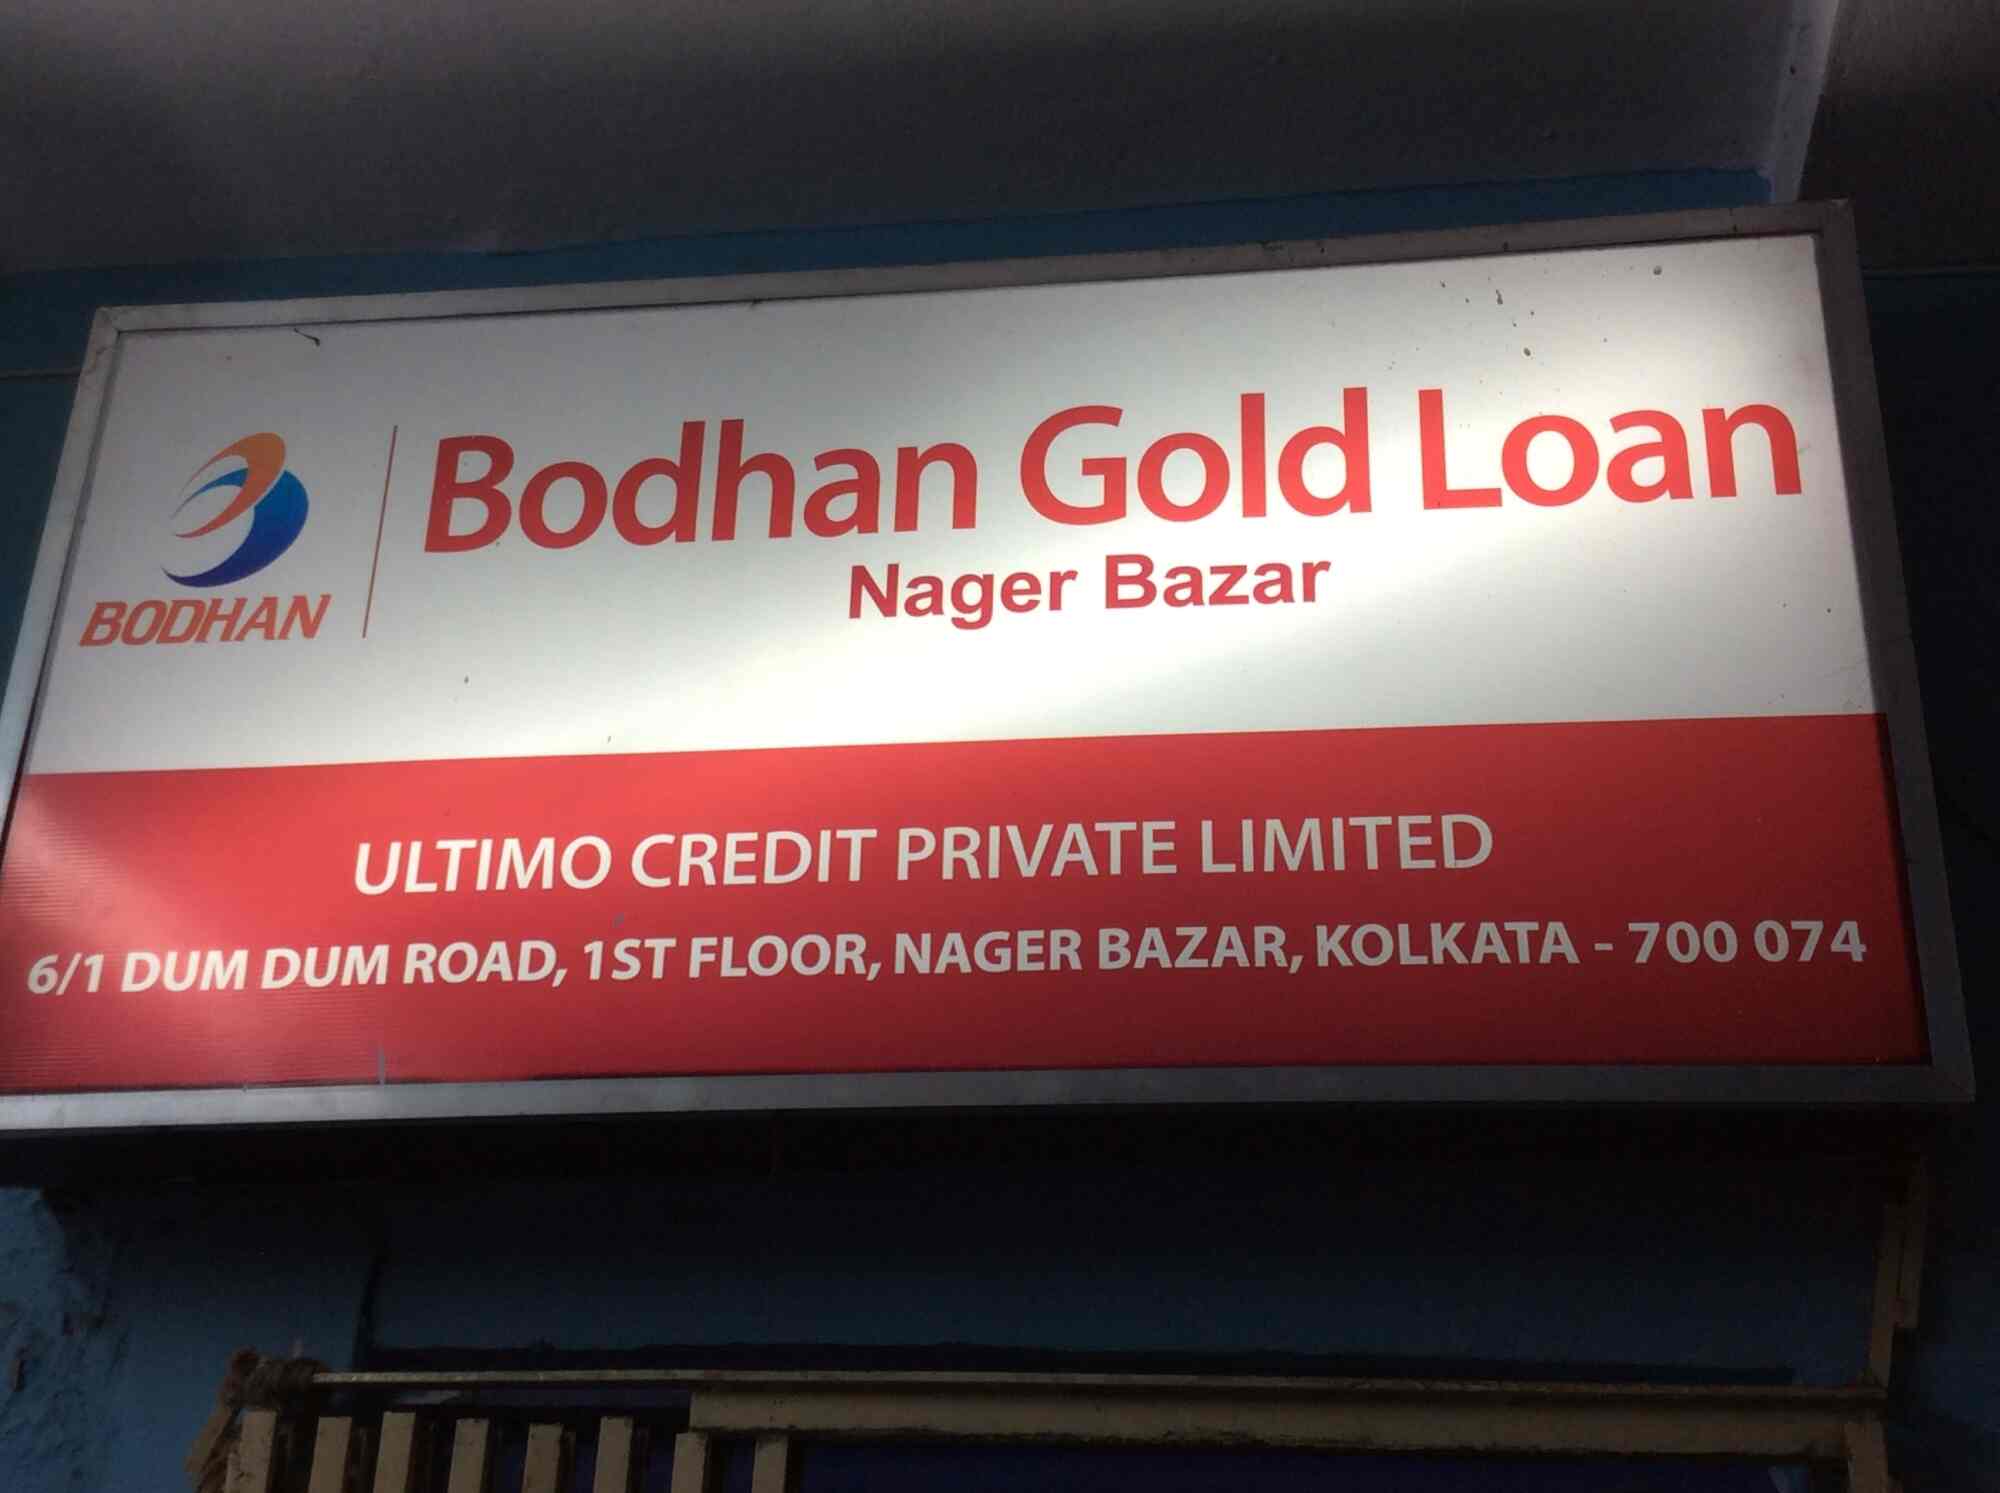 BODHAN
Bodhan Gold Loan
Nager Bazar
ULTIMO CREDIT PRIVATE LIMITED
6/1 DUM DUM ROAD, 1ST FLOOR, NAGER BAZAR, KOLKATA - 700 074